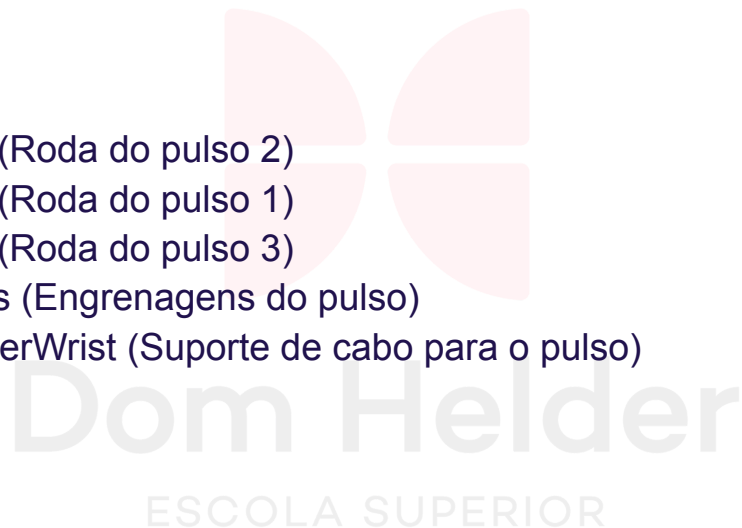 (Roda do pulso 2)
(Roda do pulso 1)
(Roda do pulso 3)
s (Engrenagens do pulso)
erWrist (Suporte de cabo para o pulso)
Dom Helder
ESCOLA SUPERIOR